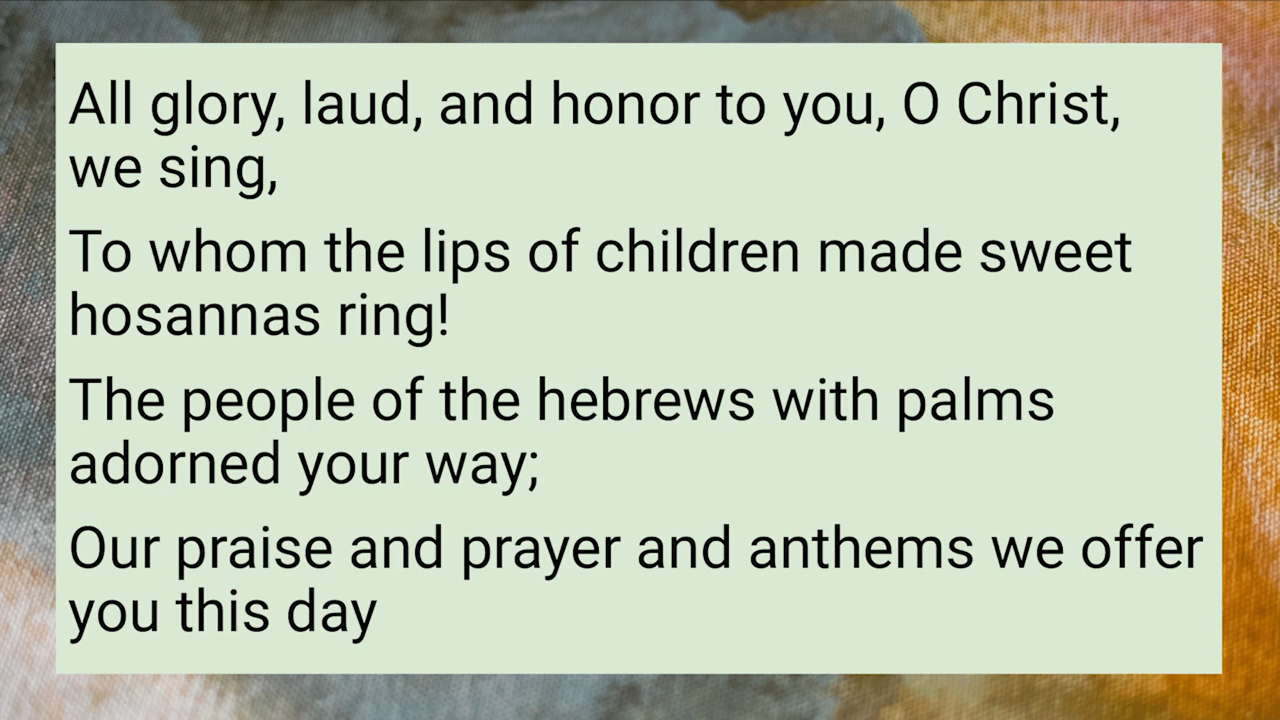 All glory, laud, and honor to you, O Christ,
we sing,
To whom the lips of children made sweet
hosannas ring!
The people of the hebrews with palms
adorned your way;
Our praise and prayer and anthems we offer
you this day